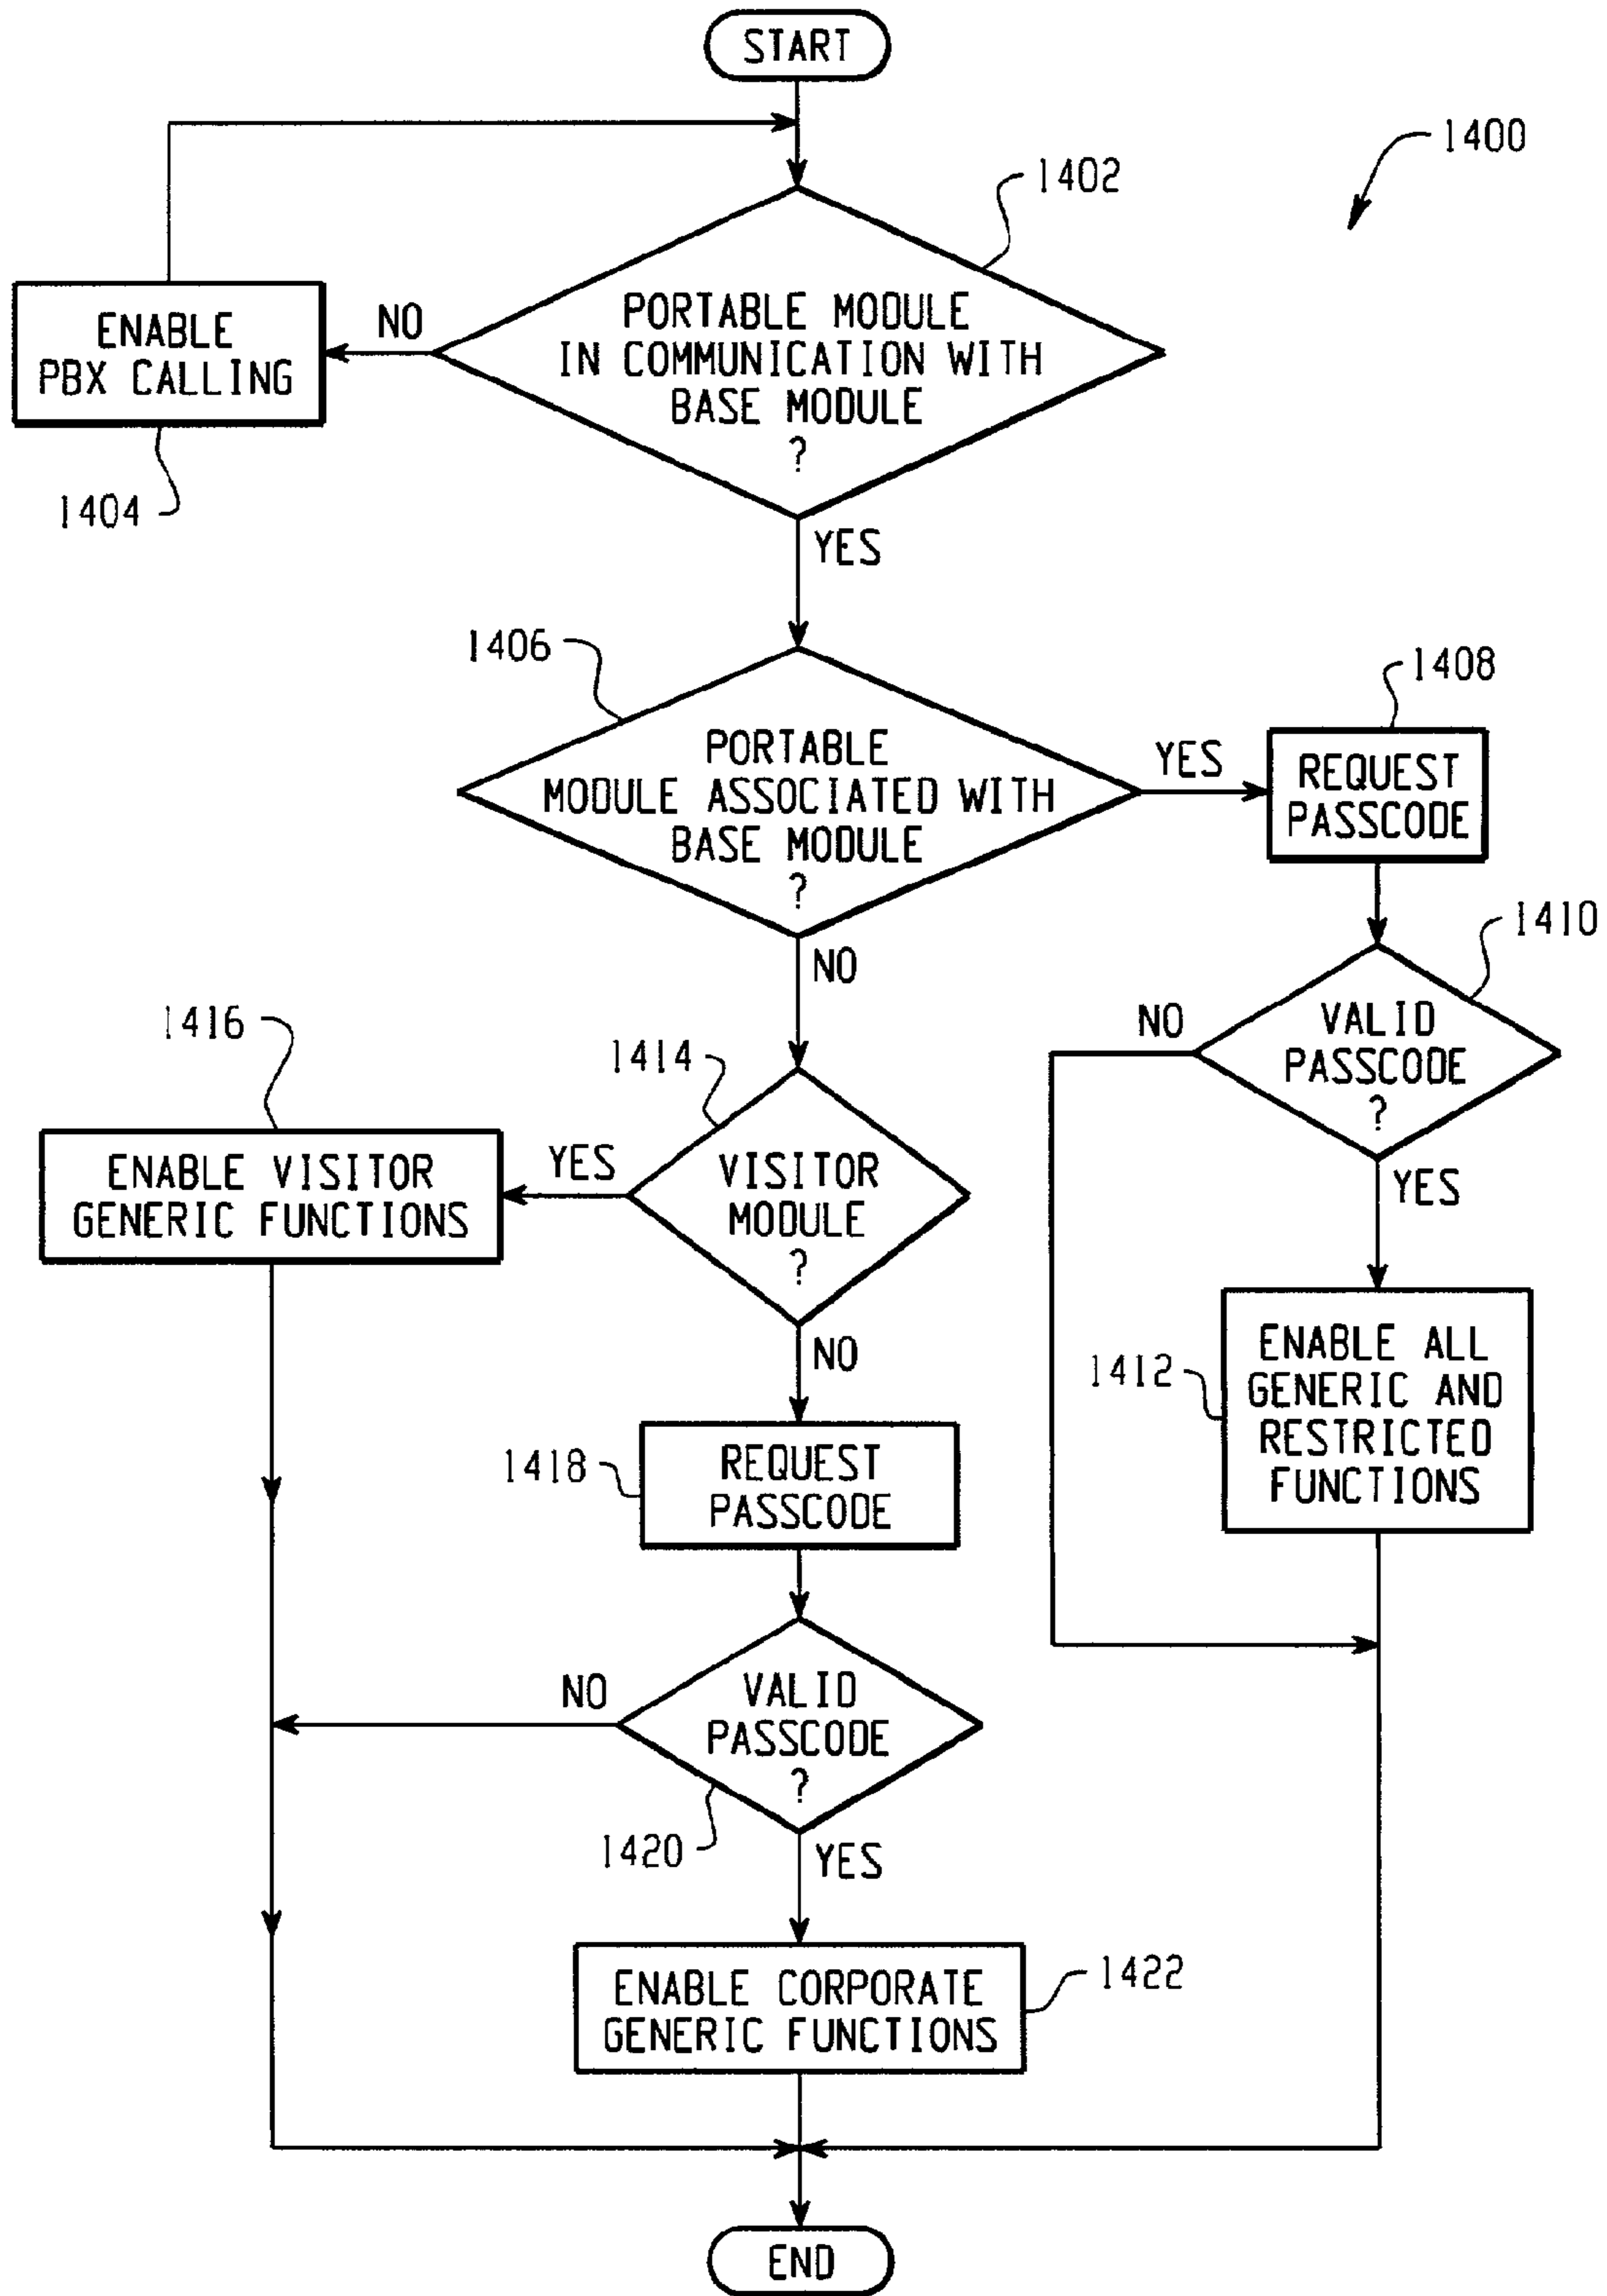 START
1400
1402
PORTABLE MODULE
IN COMMUNICATION WITH
BASE MODULE
?
NO
ENABLE
PBX CALLING
1404
YES
1406
PORTABLE
MODULE ASSOCIATED WITH
BASE MODULE
?
YES
1408
REQUEST
PASSCODE
NO
1410
VALID
PASSCODE
?
NO
YES
1412
ENABLE ALL
GENERIC AND
RESTRICTED
FUNCTIONS
1414
VISITOR
MODULE
?
YES
1416
ENABLE VISITOR
GENERIC FUNCTIONS
NO
1418
REQUEST
PASSCODE
VALID
PASSCODE
?
NO
1420
YES
ENABLE CORPORATE
GENERIC FUNCTIONS
1422
END